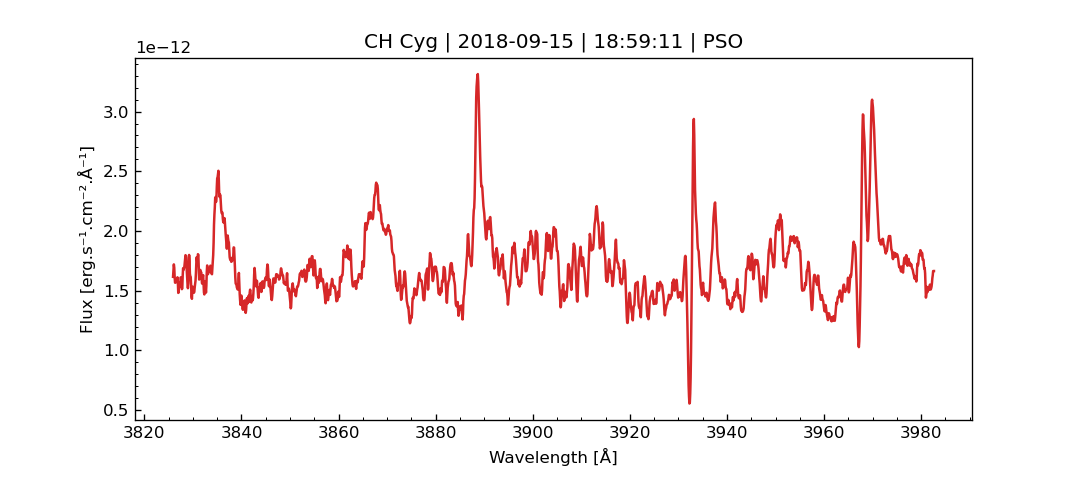 CH Cyg | 2018-09-15 | 18:59:11 | PSO
1e−12
3.0
2.5
2.0
1.5
1.0
0.5
Flux [erg.s⁻¹.cm⁻².Å⁻¹]
3820 3840 3860 3880 3900 3920 3940 3960 3980
Wavelength [Å]